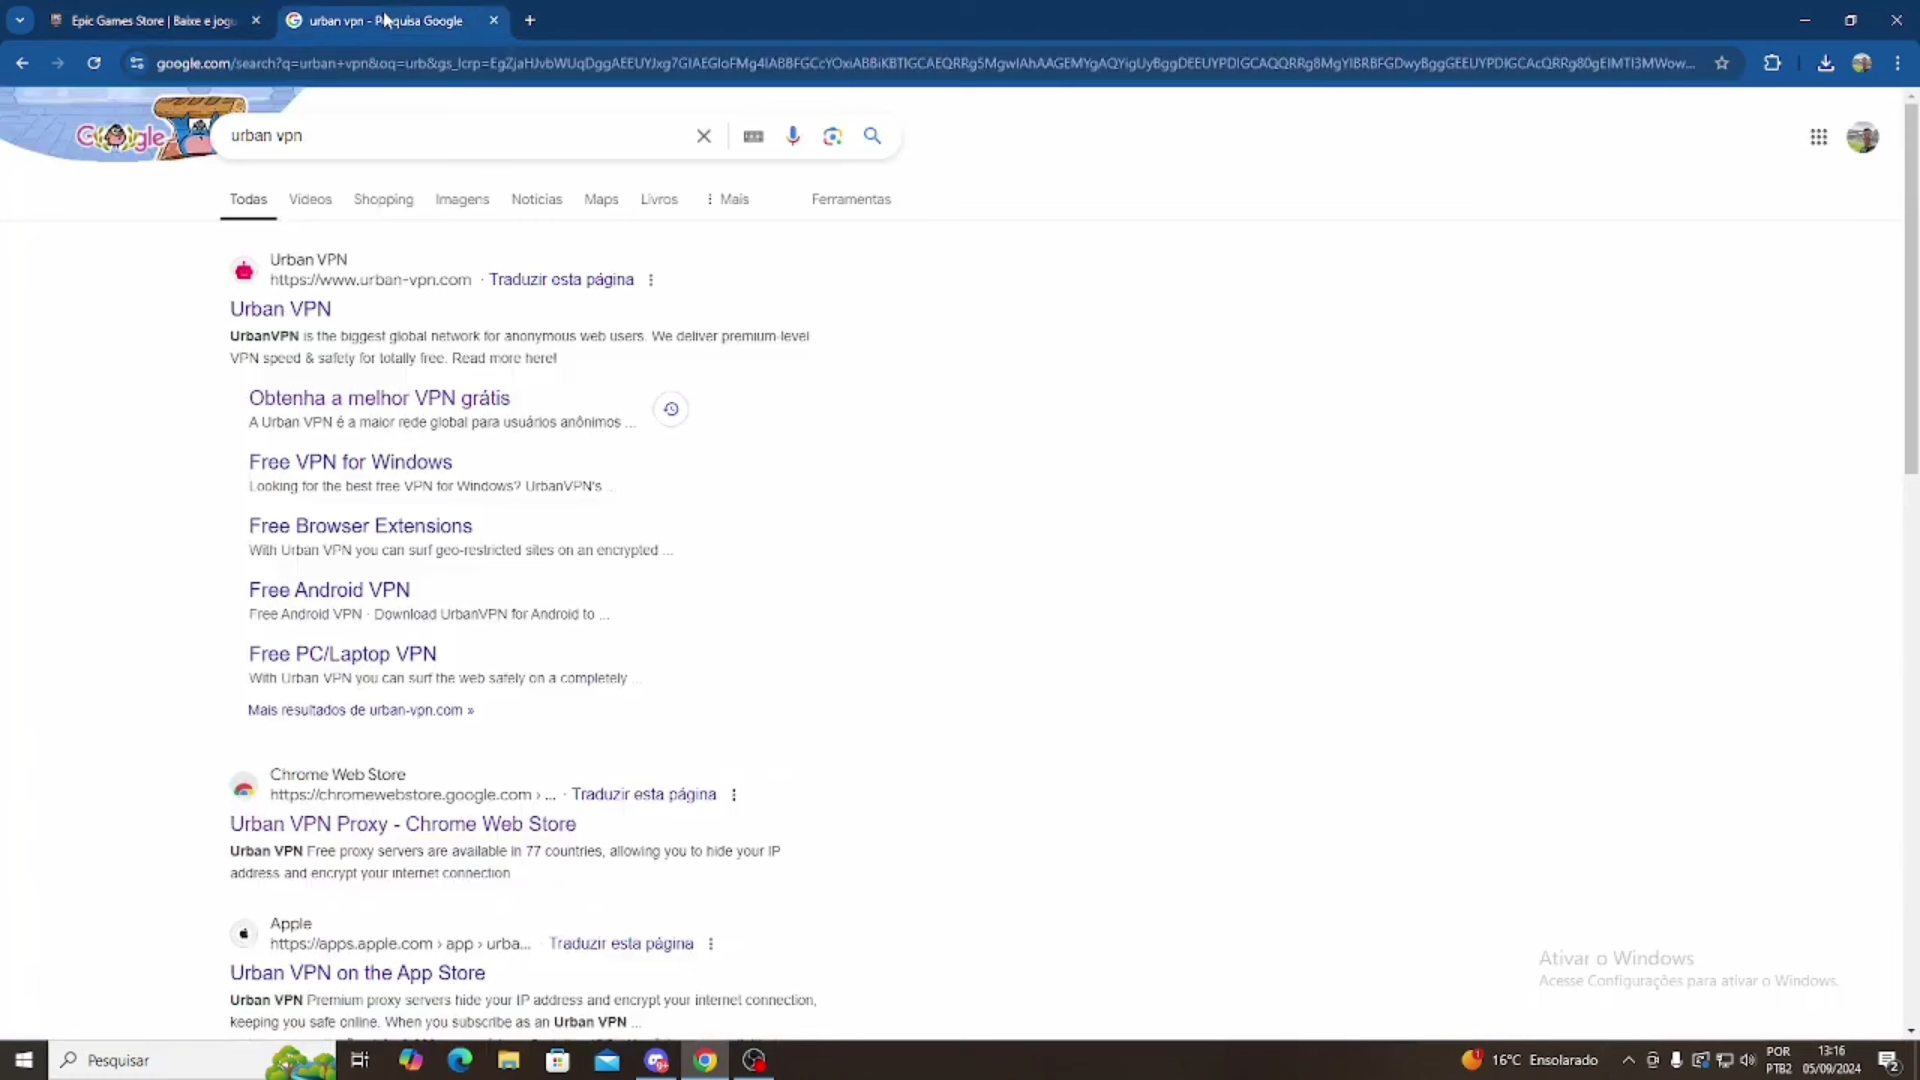 Epic Games Store | Baixe e jogu
urban vpn - Pesquisa Google
google.com/search?q=urban+vpn&oq=urb&gs_lcrp=
Google
urban vpn
Todas Vídeos Shopping Imagens Notícias Maps Livros Mais Ferramentas
Urban VPN
https://www.urban-vpn.com · Traduzir esta página
Urban VPN
UrbanVPN is the biggest global network for anonymous web users. We deliver premium-level
VPN speed & safety for totally free. Read more here!
Obtenha a melhor VPN grátis
A Urban VPN é a maior rede global para usuários anônimos ...
Free VPN for Windows
Looking for the best free VPN for Windows? UrbanVPN's ...
Free Browser Extensions
With Urban VPN you can surf geo-restricted sites on an encrypted ...
Free Android VPN
Free Android VPN · Download UrbanVPN for Android to ...
Free PC/Laptop VPN
With Urban VPN you can surf the web safely on a completely ...
Mais resultados de urban-vpn.com »
Chrome Web Store
https://chromewebstore.google.com › ... · Traduzir esta página
Urban VPN Proxy - Chrome Web Store
Urban VPN Free proxy servers are available in 77 countries, allowing you to hide your IP
address and encrypt your internet connection
Apple
https://apps.apple.com › app › urba... Traduzir esta página
Urban VPN on the App Store
Urban VPN Premium proxy servers hide your IP address and encrypt your internet connection,
keeping you safe online. When you subscribe as an Urban VPN ...
Ativar o Windows
Acesse Configurações para ativar o Windows.
Pesquisar
16°C Ensolarado
POR
PTB2
13:16
05/09/2024
2